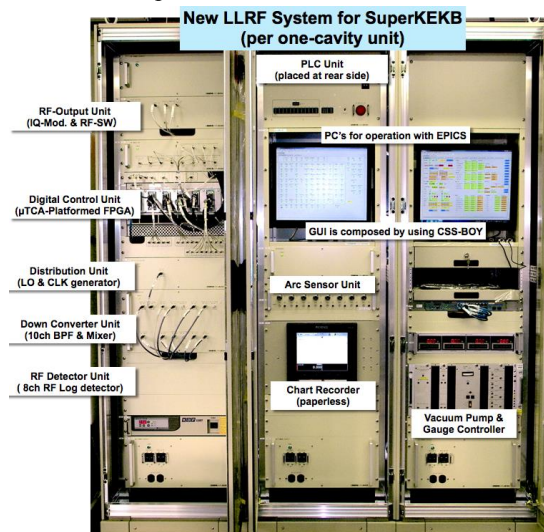 New LLRF System for SuperKEKB
(per one-cavity unit)
PLC Unit
(placed at rear side)
RF-Output Unit
(IQ-Mod. & RF-SW)
PC's for operation with EPICS
Digital Control Unit
(µTCA-Platformed FPGA)
GUI is composed by using CSS-BOY
Distribution Unit
(LO & CLK generator)
Arc Sensor Unit
Down Converter Unit
(10ch BPF & Mixer)
RF Detector Unit
( 8ch RF Log detector)
Chart Recorder
(paperless)
Vacuum Pump &
Gauge Controller